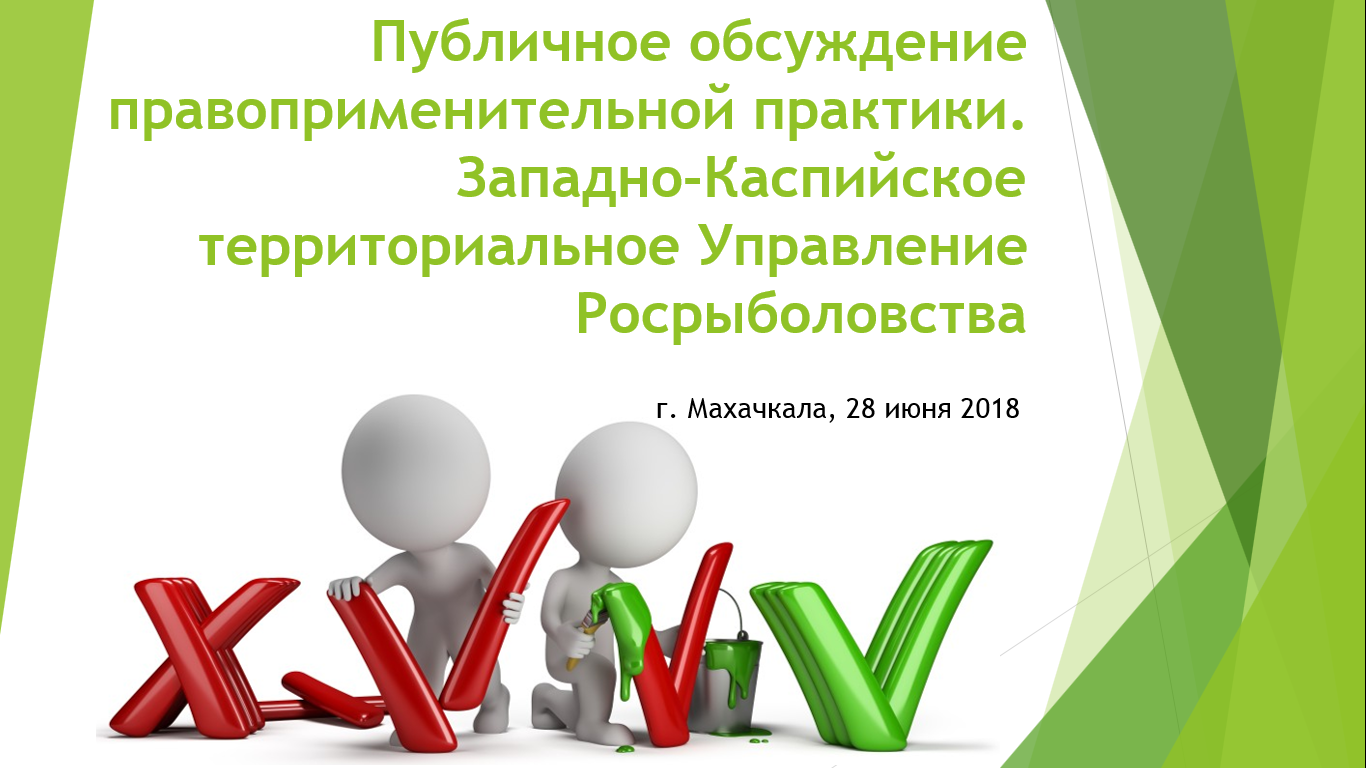 Публичное обсуждение
правоприменительной практики.
Западно-Каспийское
территориальное Управление
Росрыболовства
г. Махачкала, 28 июня 2018